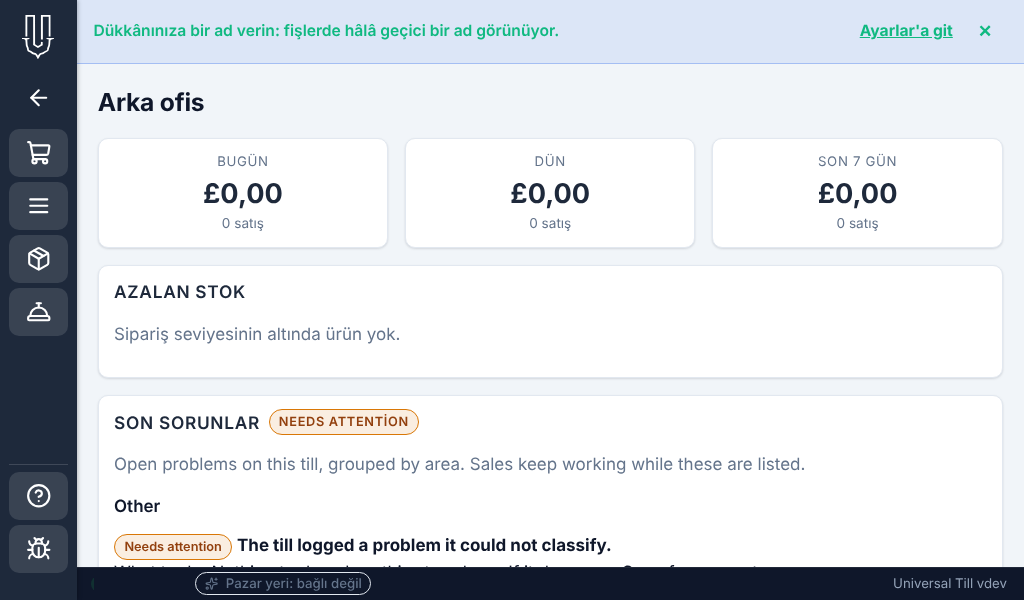 Dükkânınıza bir ad verin: fişlerde hâlâ geçici bir ad görünüyor.
Ayarlar'a git
Arka ofis
BUGÜN
£0,00
0 satış
DÜN
£0,00
0 satış
SON 7 GÜN
£0,00
0 satış
AZALAN STOK
Sipariş seviyesinin altında ürün yok.
SON SORUNLAR NEEDS ATTENTİON
Open problems on this till, grouped by area. Sales keep working while these are listed.
Other
Needs attention The till logged a problem it could not classify.
Pazar yeri: bağlı değil
Universal Till vdev